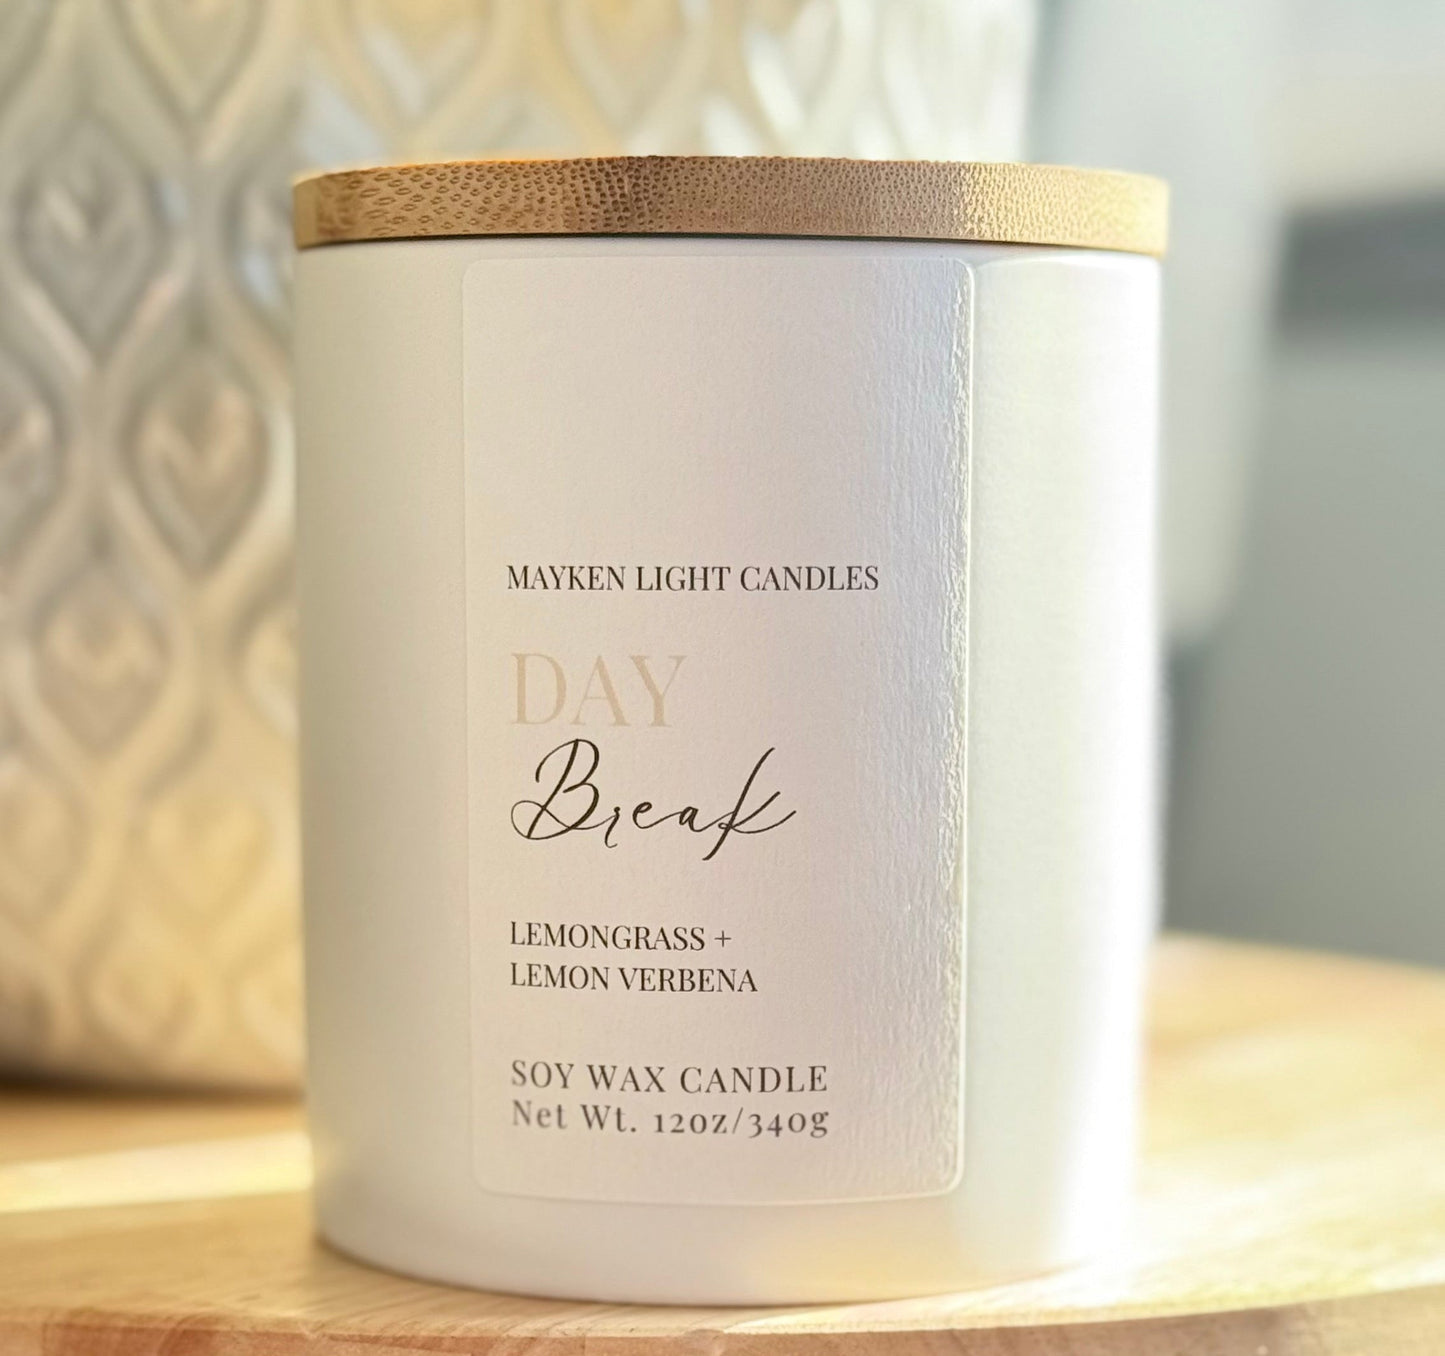 MAYKEN LIGHT CANDLES
DAY
Break
LEMONGRASS +
LEMON VERBENA
SOY WAX CANDLE
Net Wt. 12oz/340g